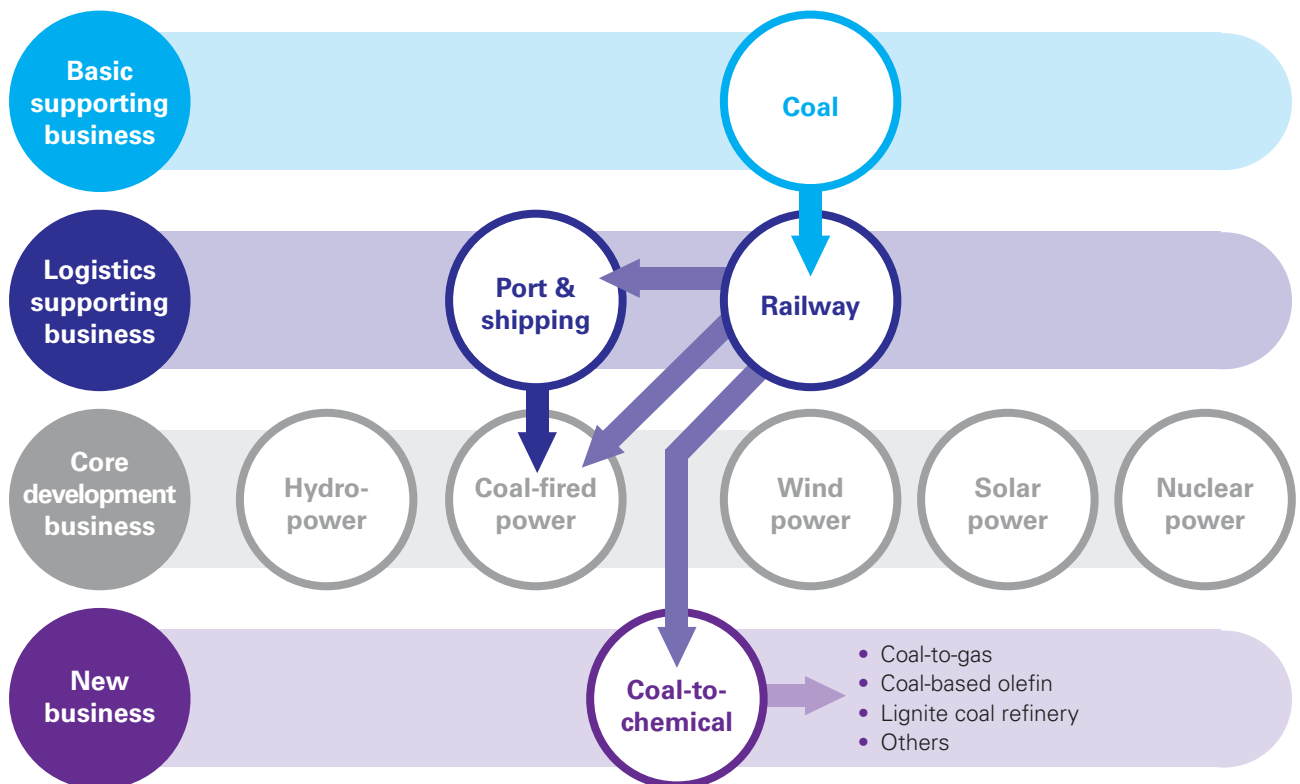 Basic
supporting
business
Coal
Logistics
supporting
business
Port &
shipping
Railway
Core
development
business
Hydro-
power
Coal-fired
power
Wind
power
Solar
power
Nuclear
power
New
business
Coal-to-
chemical
• Coal-to-gas
• Coal-based olefin
• Lignite coal refinery
• Others